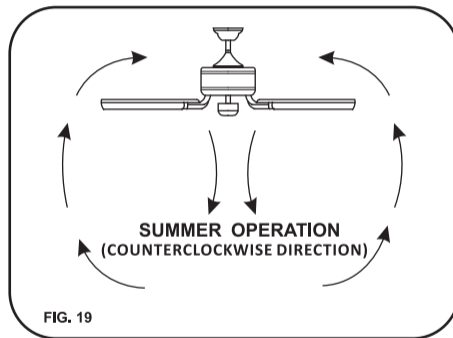 SUMMER OPERATION
(COUNTERCLOCKWISE DIRECTION)
FIG. 19